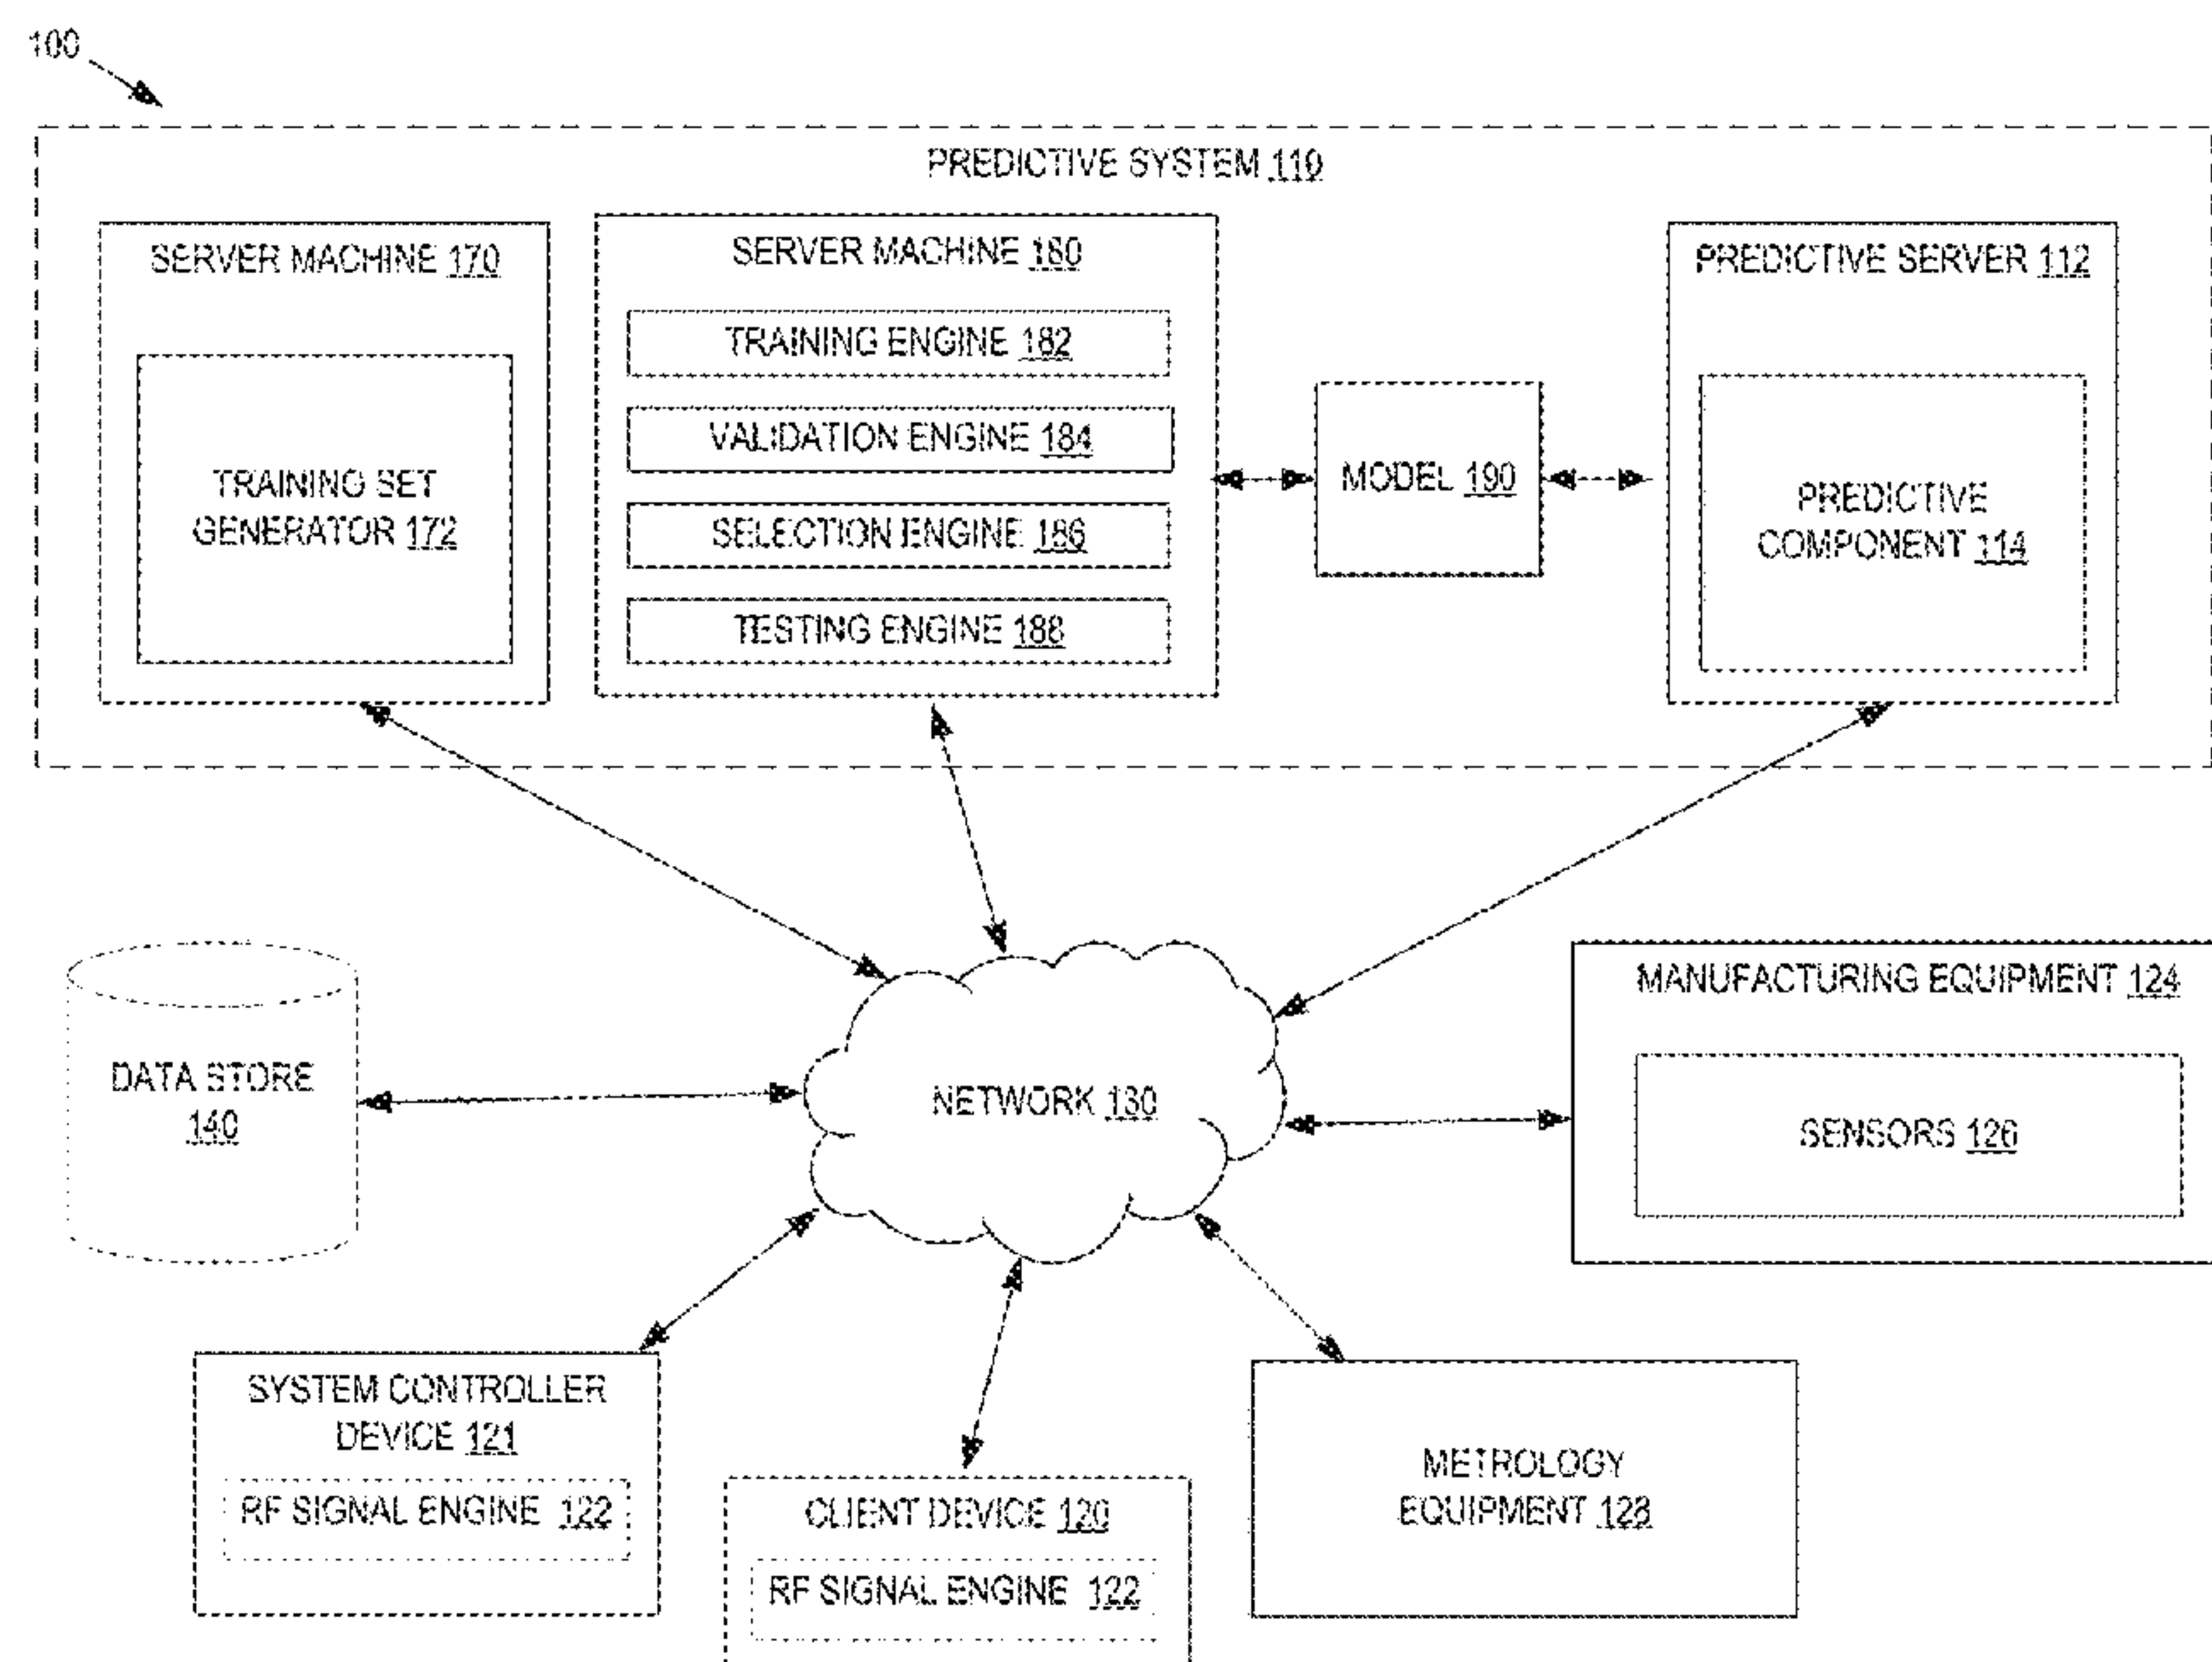 100
PREDICTIVE SYSTEM 110
SERVER MACHINE 170
TRAINING SET
GENERATOR 172
SERVER MACHINE 180
TRAINING ENGINE 182
VALIDATION ENGINE 184
SELECTION ENGINE 186
TESTING ENGINE 188
MODEL 190
PREDICTIVE SERVER 112
PREDICTIVE
COMPONENT 114
DATA STORE
140
NETWORK 130
MANUFACTURING EQUIPMENT 124
SENSORS 126
SYSTEM CONTROLLER
DEVICE 121
RF SIGNAL ENGINE 122
CLIENT DEVICE 120
RF SIGNAL ENGINE 122
METROLOGY
EQUIPMENT 128